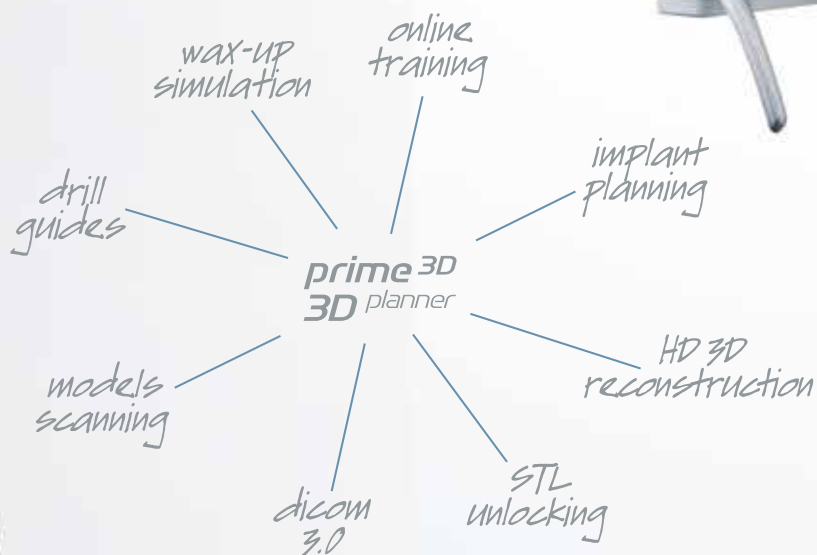 online
training
wax-up
simulation
implant
planning
drill
guides
prime 3D
3D planner
HD 3D
reconstruction
models
scanning
STL
unlocking
dicom
3.0